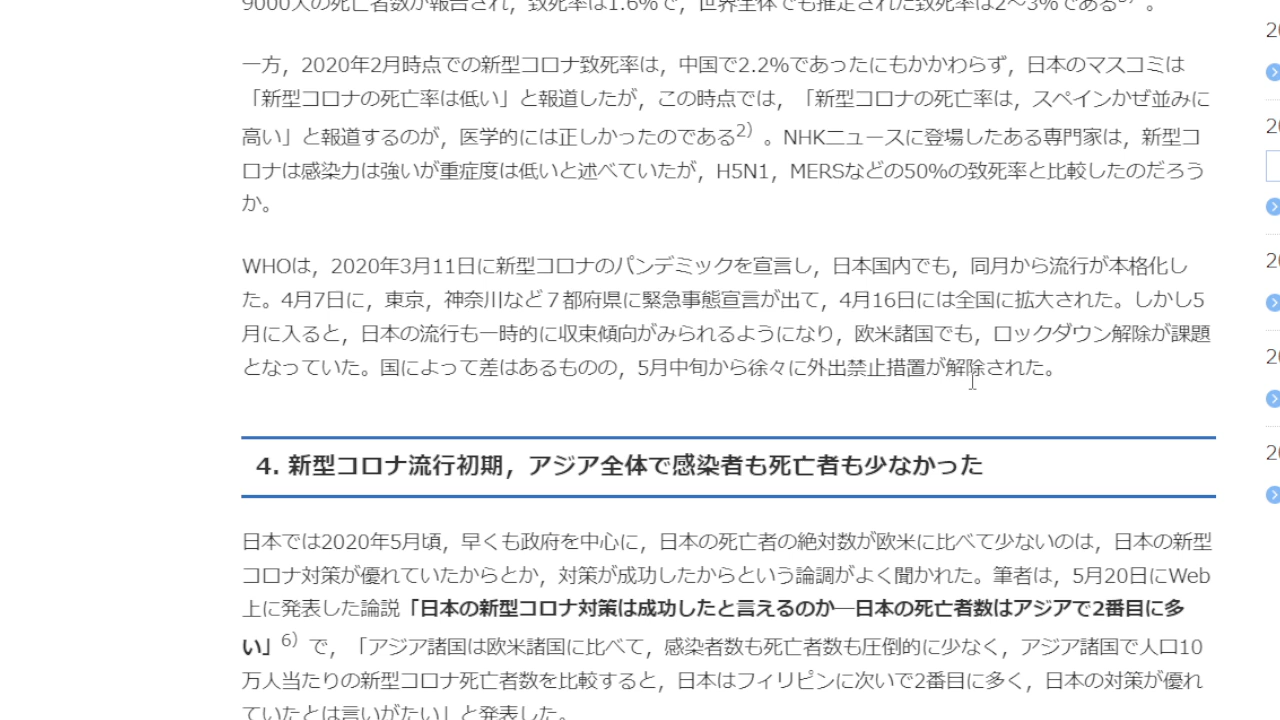 9000人の死亡者数が報告され，致死率は1.6%で，世界全体でも推定された致死率は2〜3%である
一方，2020年2月時点での新型コロナ致死率は，中国で2.2%であったにもかかわらず，日本のマスコミは
「新型コロナの死亡率は低い」と報道したが，この時点では，「新型コロナの死亡率は，スペインかぜ並みに
高い」と報道するのが，医学的には正しかったのである2）。NHKニュースに登場したある専門家は，新型コ
ロナは感染力は強いが重症度は低いと述べていたが，H5N1，MERSなどの50%の致死率と比較したのだろう
か。
WHOは，2020年3月11日に新型コロナのパンデミックを宣言し，日本国内でも，同月から流行が本格化し
た。4月7日に，東京，神奈川など７都府県に緊急事態宣言が出て，4月16日には全国に拡大された。しかし5
月に入ると，日本の流行も一時的に収束傾向がみられるようになり，欧米諸国でも，ロックダウン解除が課題
となっていた。国によって差はあるものの，5月中旬から徐々に外出禁止措置が解除された。
4. 新型コロナ流行初期，アジア全体で感染者も死亡者も少なかった
日本では2020年5月頃，早くも政府を中心に，日本の死亡者の絶対数が欧米に比べて少ないのは，日本の新型
コロナ対策が優れていたからとか，対策が成功したからという論調がよく聞かれた。筆者は，5月20日にWeb
上に発表した論説「日本の新型コロナ対策は成功したと言えるのか─日本の死亡者数はアジアで2番目に多
い」6）で，「アジア諸国は欧米諸国に比べて，感染者数も死亡者数も圧倒的に少なく，アジア諸国で人口10
万人当たりの新型コロナ死亡者数を比較すると，日本はフィリピンに次いで2番目に多く，日本の対策が優れ
ていたとは言いがたい」と発表した。